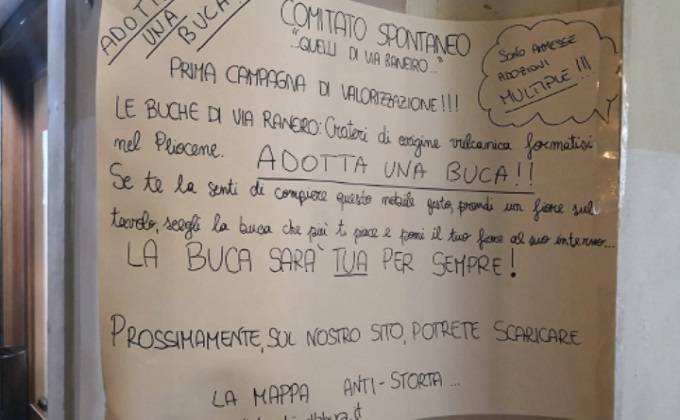 ADOTTA
UNA
BUCA!
COMITATO SPONTANEO
"..QUELLI DI VIA RANEIRO..."
PRIMA CAMPAGNA DI VALORIZZAZIONE!!!
SONO AMMESSE
ADOZIONI
MULTIPLE!!!
LE BUCHE DI VIA RANERO: Crateri di origine vulcanica formatisi
nel Pliocene. ADOTTA UNA BUCA!!
Se te la senti di compiere questo nobile gesto, prendi un fiore sul
tavolo, scegli la buca che più ti piace e poni il tuo fiore al suo interno...
LA BUCA SARA' TUA PER SEMPRE!
PROSSIMAMENTE, SUL NOSTRO SITO, POTRETE SCARICARE
LA MAPPA ANTI-STORTA...